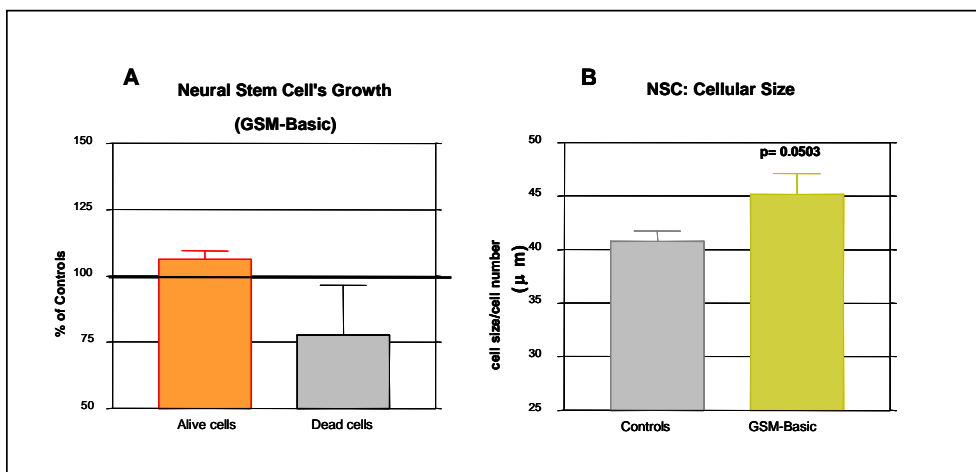 A
Neural Stem Cell's Growth
(GSM-Basic)
150
125
100
75
50
% of Controls
Alive cells
Dead cells
B
NSC: Cellular Size
p= 0.0503
50
45
40
35
30
25
cell size/cell number
(μ m)
Controls
GSM-Basic